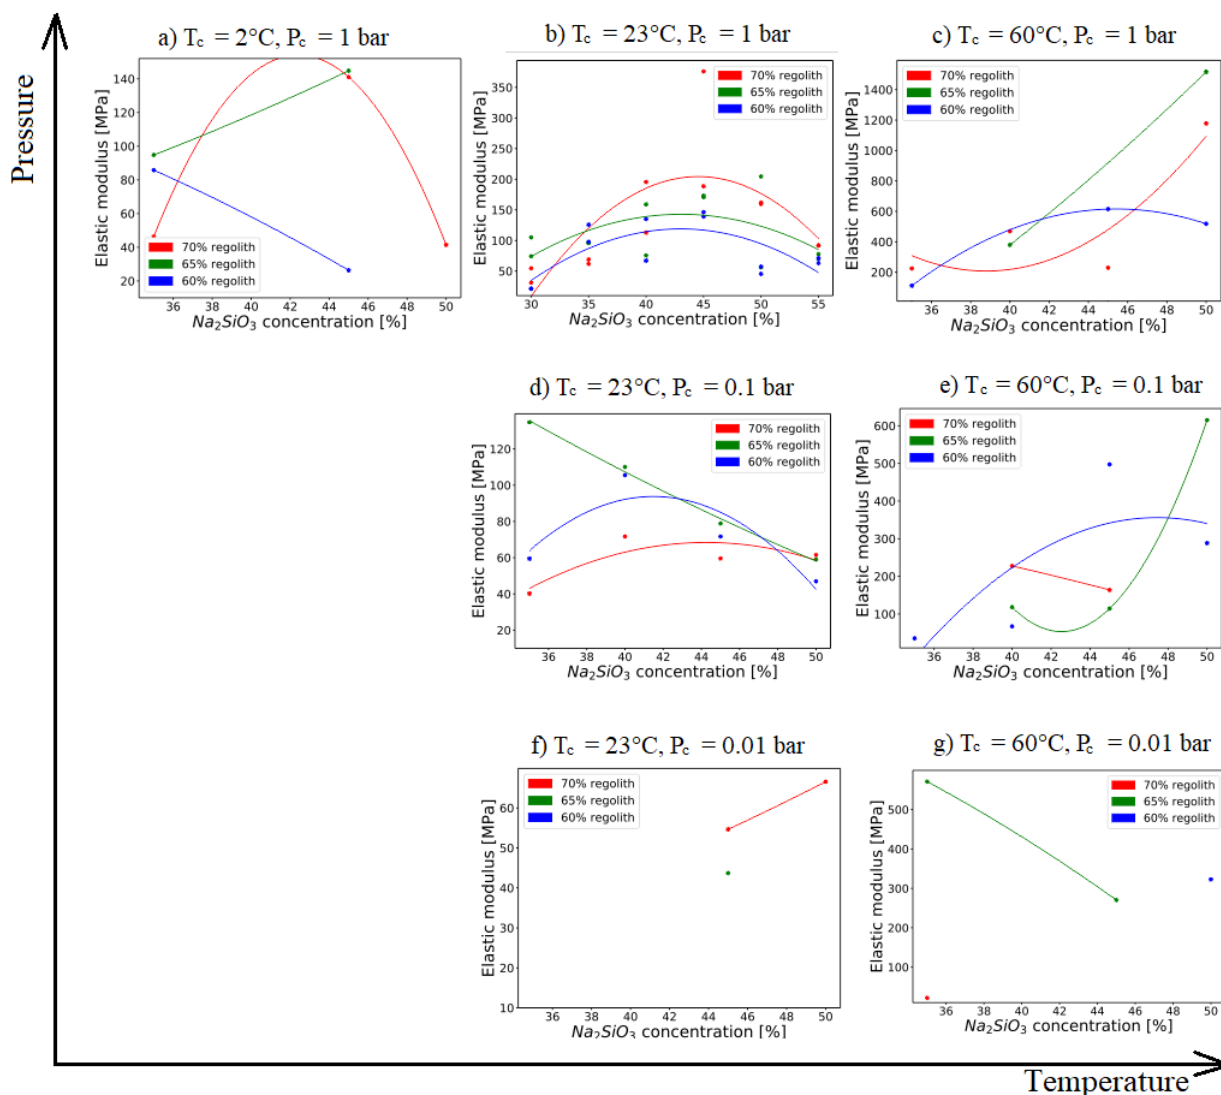 Pressure
a) Tc = 2°C, Pc = 1 bar
Elastic modulus [MPa]
140
120
100
80
60
40
20
70% regolith
65% regolith
60% regolith
36 38 40 42 44 46 48 50
Na2SiO3 concentration [%]
b) Tc = 23°C, Pc = 1 bar
Elastic modulus [MPa]
350
300
250
200
150
100
50
70% regolith
65% regolith
60% regolith
30 35 40 45 50 55
Na2SiO3 concentration [%]
c) Tc = 60°C, Pc = 1 bar
Elastic modulus [MPa]
1400
1200
1000
800
600
400
200
70% regolith
65% regolith
60% regolith
36 38 40 42 44 46 48 50
Na2SiO3 concentration [%]
d) Tc = 23°C, Pc = 0.1 bar
Elastic modulus [MPa]
120
100
80
60
40
20
70% regolith
65% regolith
60% regolith
36 38 40 42 44 46 48 50
Na2SiO3 concentration [%]
e) Tc = 60°C, Pc = 0.1 bar
Elastic modulus [MPa]
600
500
400
300
200
100
70% regolith
65% regolith
60% regolith
36 38 40 42 44 46 48 50
Na2SiO3 concentration [%]
f) Tc = 23°C, Pc = 0.01 bar
Elastic modulus [MPa]
60
50
40
30
20
10
70% regolith
65% regolith
60% regolith
36 38 40 42 44 46 48 50
Na2SiO3 concentration [%]
g) Tc = 60°C, Pc = 0.01 bar
Elastic modulus [MPa]
500
400
300
200
100
70% regolith
65% regolith
60% regolith
36 38 40 42 44 46 48 50
Na2SiO3 concentration [%]
Temperature